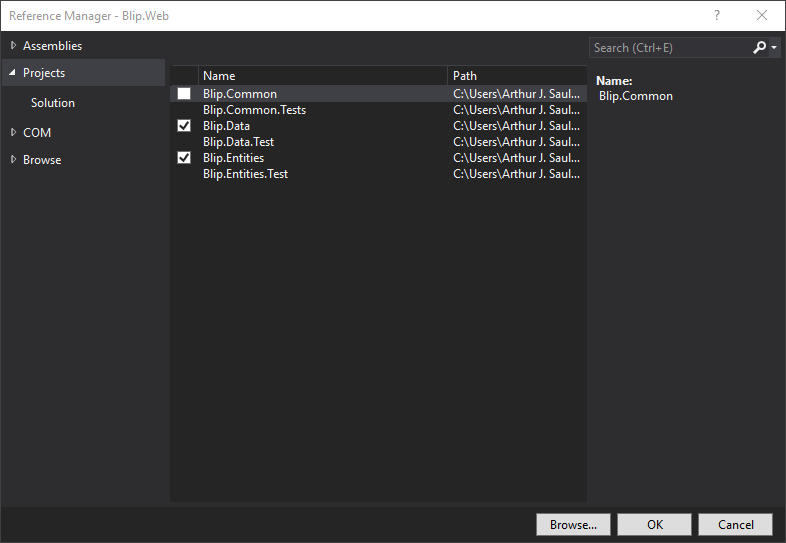 Reference Manager - Blip.Web
?
Assemblies
Projects
Solution
COM
Browse
Name Path
Blip.Common C:\Users\Arthur J. Saul...
Blip.Common.Tests C:\Users\Arthur J. Saul...
Blip.Data C:\Users\Arthur J. Saul...
Blip.Data.Test C:\Users\Arthur J. Saul...
Blip.Entities C:\Users\Arthur J. Saul...
Blip.Entities.Test C:\Users\Arthur J. Saul...
Search (Ctrl+E)
Name:
Blip.Common
Browse... OK Cancel